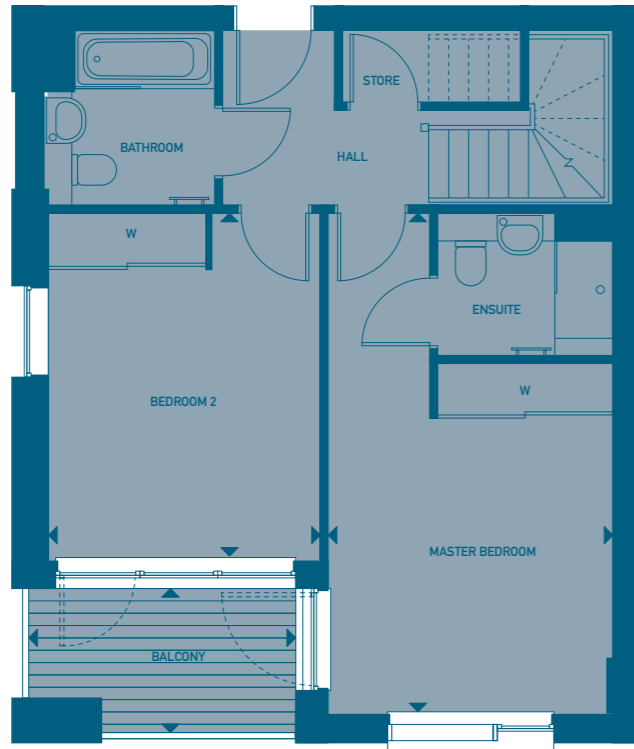 STORE
BATHROOM
HALL
W
ENSUITE
W
BEDROOM 2
MASTER BEDROOM
BALCONY